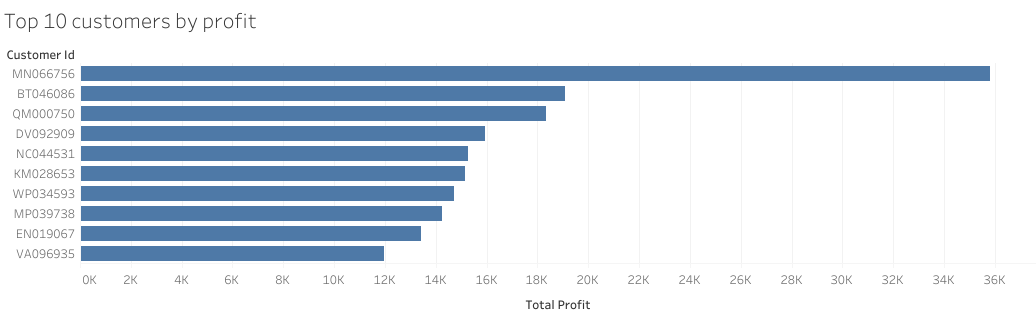 Top 10 customers by profit
Customer Id
MN066756
BT046086
QM000750
DV092909
NC044531
KM028653
WP034593
MP039738
EN019067
VA096935
0K 2K 4K 6K 8K 10K 12K 14K 16K 18K 20K 22K 24K 26K 28K 30K 32K 34K 36K
Total Profit